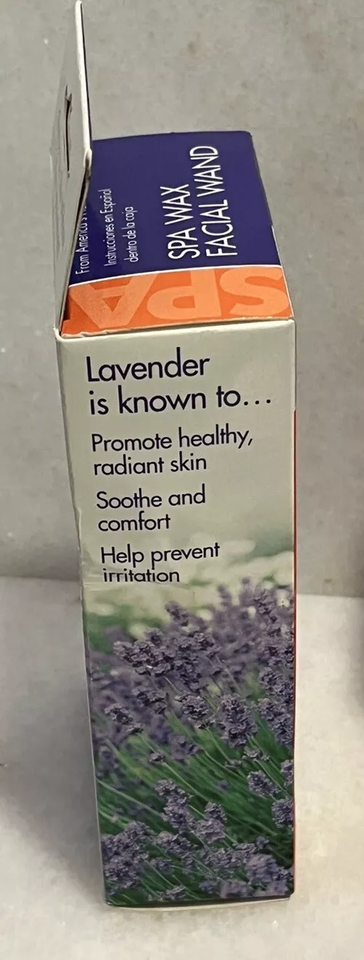 From America's
Instrucciones en Español
dentro de la caja
SPA WAX
FACIAL WAND
SPA
Lavender
is known to...
Promote healthy,
radiant skin
Soothe and
comfort
Help prevent
irritation